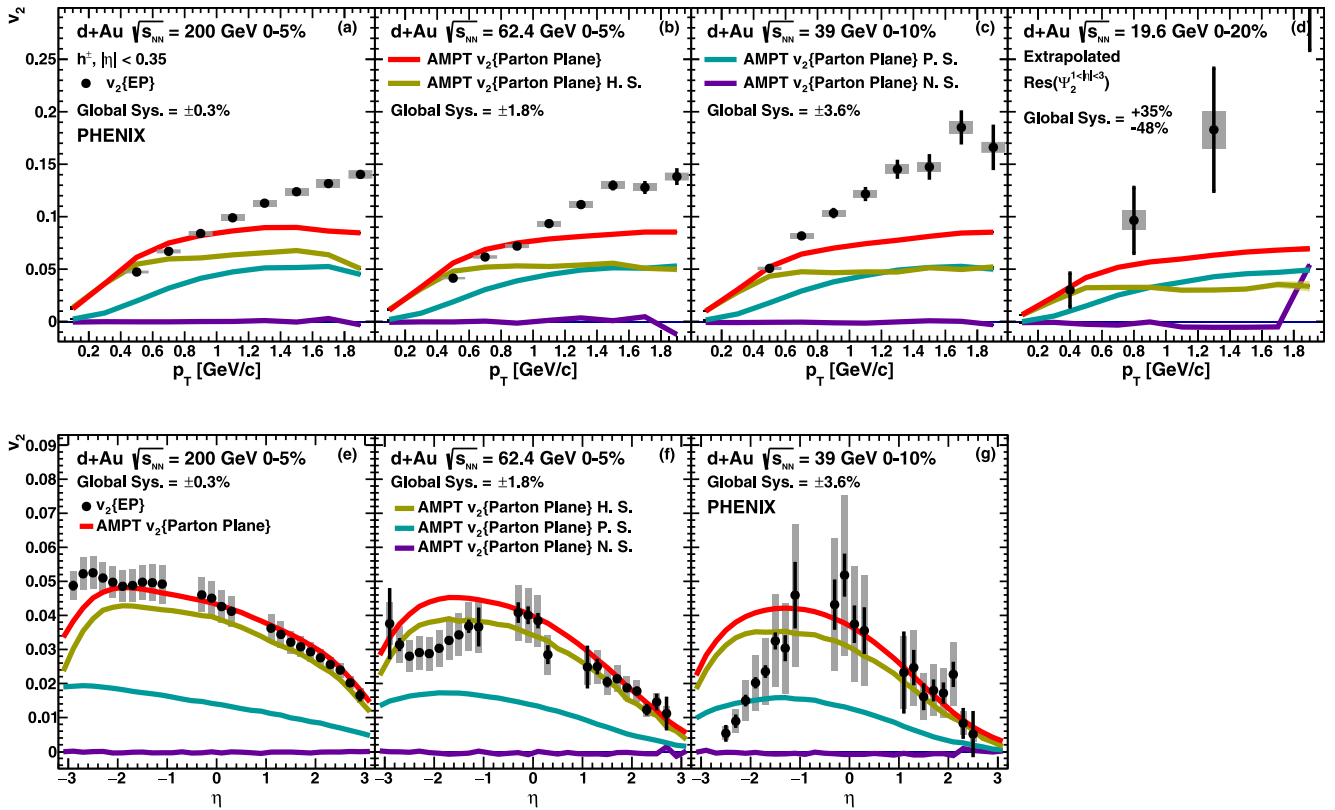 v2
0.25
0.2
0.15
0.1
0.05
0
d+Au √sNN = 200 GeV 0-5% (a)
h±, |η| < 0.35
v2{EP}
Global Sys. = ±0.3%
PHENIX
0.2 0.4 0.6 0.8 1 1.2 1.4 1.6 1.8
pT [GeV/c]
d+Au √sNN = 62.4 GeV 0-5% (b)
AMPT v2{Parton Plane}
AMPT v2{Parton Plane} H. S.
Global Sys. = ±1.8%
0.2 0.4 0.6 0.8 1 1.2 1.4 1.6 1.8
pT [GeV/c]
d+Au √sNN = 39 GeV 0-10% (c)
AMPT v2{Parton Plane} P. S.
AMPT v2{Parton Plane} N. S.
Global Sys. = ±3.6%
0.2 0.4 0.6 0.8 1 1.2 1.4 1.6 1.8
pT [GeV/c]
d+Au √sNN = 19.6 GeV 0-20% (d)
Extrapolated
Res(Ψ2^1<|η|<3)
Global Sys. = +35% -48%
0.2 0.4 0.6 0.8 1 1.2 1.4 1.6 1.8
pT [GeV/c]
v2
0.09
0.08
0.07
0.06
0.05
0.04
0.03
0.02
0.01
0
d+Au √sNN = 200 GeV 0-5% (e)
Global Sys. = ±0.3%
v2{EP}
AMPT v2{Parton Plane}
−3 −2 −1 0 1 2 3
η
d+Au √sNN = 62.4 GeV 0-5% (f)
Global Sys. = ±1.8%
AMPT v2{Parton Plane} H. S.
AMPT v2{Parton Plane} P. S.
AMPT v2{Parton Plane} N. S.
−3 −2 −1 0 1 2 3
η
d+Au √sNN = 39 GeV 0-10% (g)
Global Sys. = ±3.6%
PHENIX
−3 −2 −1 0 1 2 3
η